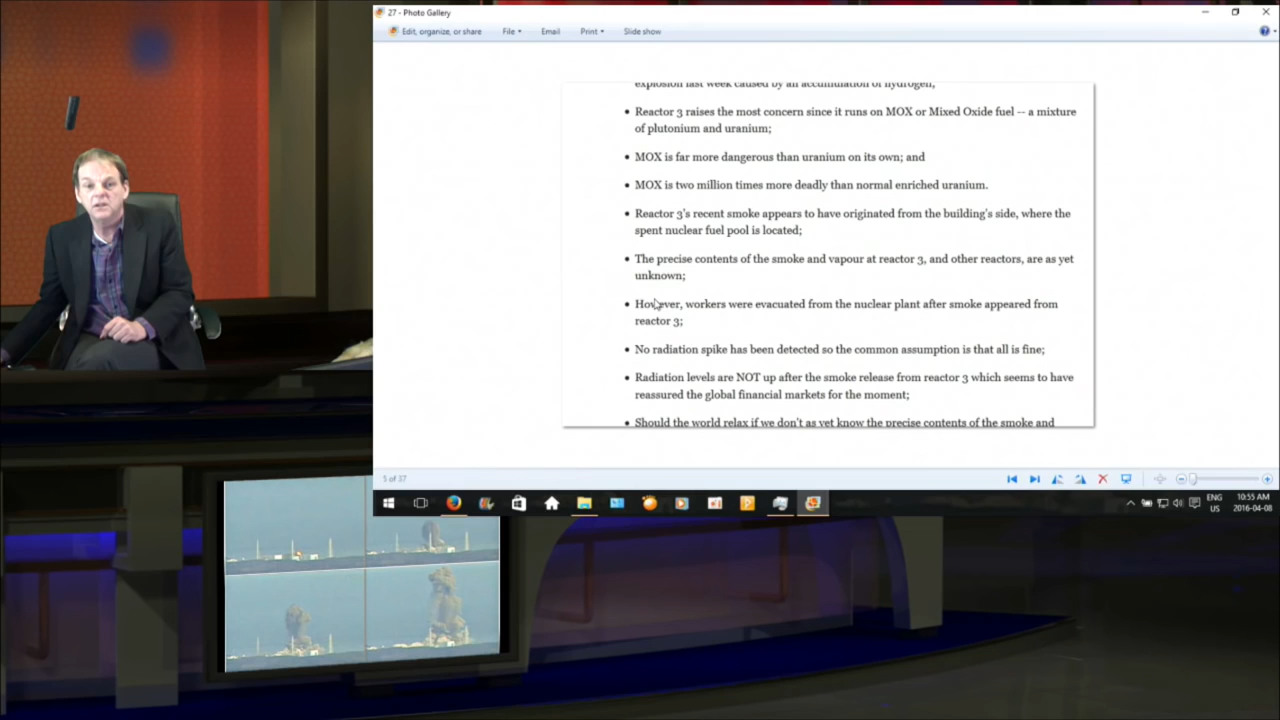 27 - Photo Gallery
Edit, organize, or share File Email Print Slide show
explosion last week caused by an accumulation of hydrogen;
• Reactor 3 raises the most concern since it runs on MOX or Mixed Oxide fuel -- a mixture
of plutonium and uranium;
• MOX is far more dangerous than uranium on its own; and
• MOX is two million times more deadly than normal enriched uranium.
• Reactor 3's recent smoke appears to have originated from the building's side, where the
spent nuclear fuel pool is located;
• The precise contents of the smoke and vapour at reactor 3, and other reactors, are as yet
unknown;
• However, workers were evacuated from the nuclear plant after smoke appeared from
reactor 3;
• No radiation spike has been detected so the common assumption is that all is fine;
• Radiation levels are NOT up after the smoke release from reactor 3 which seems to have
reassured the global financial markets for the moment;
• Should the world relax if we don't as yet know the precise contents of the smoke and
5 of 37
ENG 10:55 AM
US 2016-04-08